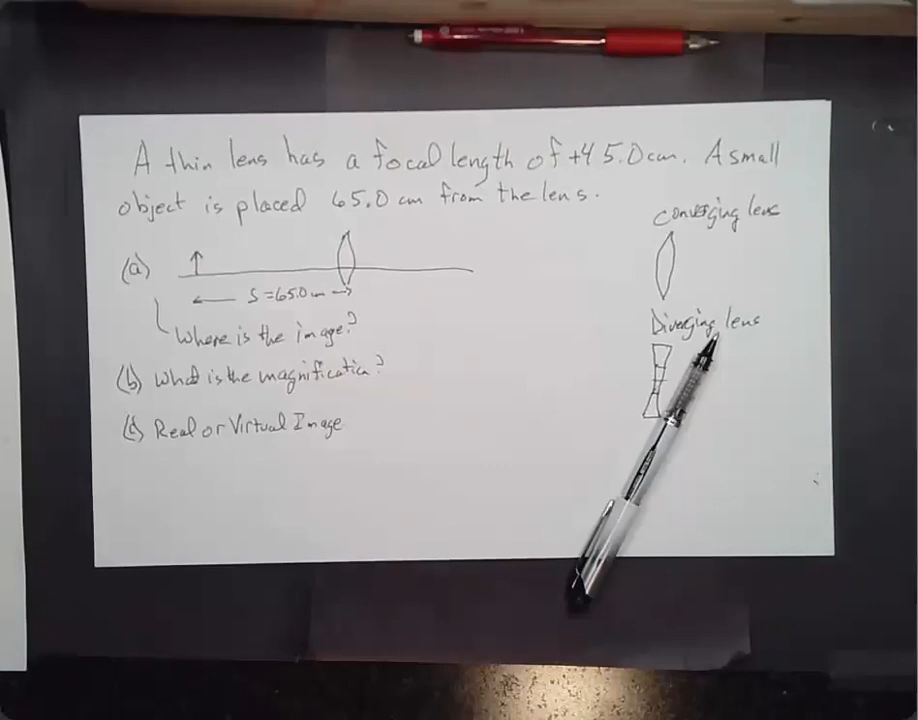 A thin lens has a focal length of +45.0cm. A small
object is placed 65.0 cm from the lens.
(a)
S = 65.0 cm
Where is the image?
(b) What is the magnification?
(c) Real or Virtual Image
Converging lens
Diverging lens